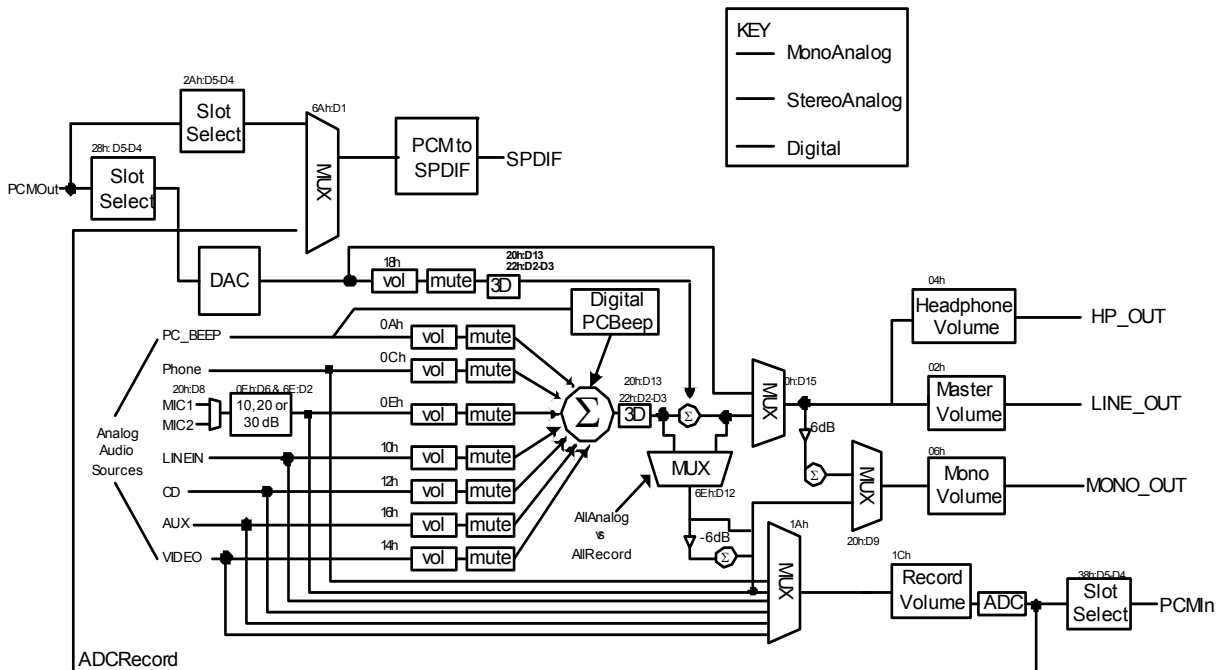 KEY
MonoAnalog
StereoAnalog
Digital
2Ah:D5-D4
Slot
Select
6Ah:D1
MUX
PCM to
SPDIF
SPDIF
28h: D5-D4
Slot
Select
PCMOut
DAC
18h
vol
mute
20h:D13
22h:D2-D3
3D
Digital
PCBeep
04h
Headphone
Volume
HP_OUT
PC_BEEP
0Ah
vol
mute
Phone
0Ch
vol
mute
20h:D8
0Eh:D6 & 6E:D2
MIC1
MIC2
10, 20 or
30 dB
0Eh
vol
mute
Σ
20h:D13
22h:D2-D3
3D
Σ
MUX
0h:D15
02h
Master
Volume
LINE_OUT
Analog
Audio
Sources
LINEIN
10h
vol
mute
MUX
6Eh:D12
-6dB
Σ
MUX
20h:D9
06h
Mono
Volume
MONO_OUT
CD
12h
vol
mute
AUX
16h
vol
mute
AllAnalog
vs
AllRecord
VIDEO
14h
vol
mute
-6dB
Σ
1Ah
MUX
1Ch
Record
Volume
ADC
38h:D5-D4
Slot
Select
PCMIn
ADCRecord